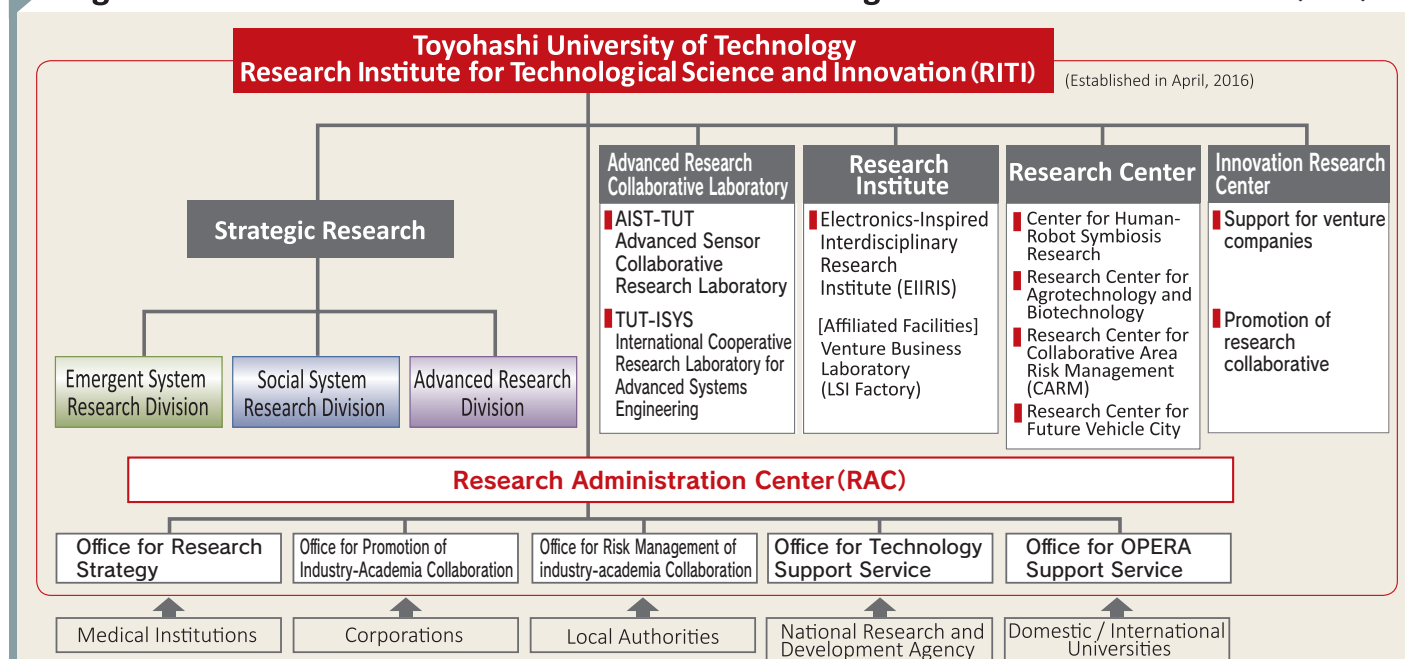 Toyohashi University of Technology
Research Institute for Technological Science and Innovation (RITI)
(Established in April, 2016)
Strategic Research
Emergent System
Research Division
Social System
Research Division
Advanced Research
Division
Advanced Research
Collaborative Laboratory
AIST-TUT
Advanced Sensor
Collaborative
Research Laboratory
TUT-ISYS
International Cooperative
Research Laboratory for
Advanced Systems
Engineering
Research
Institute
Electronics-Inspired
Interdisciplinary
Research
Institute (EIIRIS)
[Affiliated Facilities]
Venture Business
Laboratory
(LSI Factory)
Research Center
Center for Human-
Robot Symbiosis
Research
Research Center for
Agrotechnology and
Biotechnology
Research Center for
Collaborative Area
Risk Management
(CARM)
Research Center for
Future Vehicle City
Innovation Research
Center
Support for venture
companies
Promotion of
research
collaborative
Research Administration Center (RAC)
Office for Research
Strategy
Office for Promotion of
Industry-Academia Collaboration
Office for Risk Management of
industry-academia Collaboration
Office for Technology
Support Service
Office for OPERA
Support Service
Medical Institutions
Corporations
Local Authorities
National Research and
Development Agency
Domestic / International
Universities